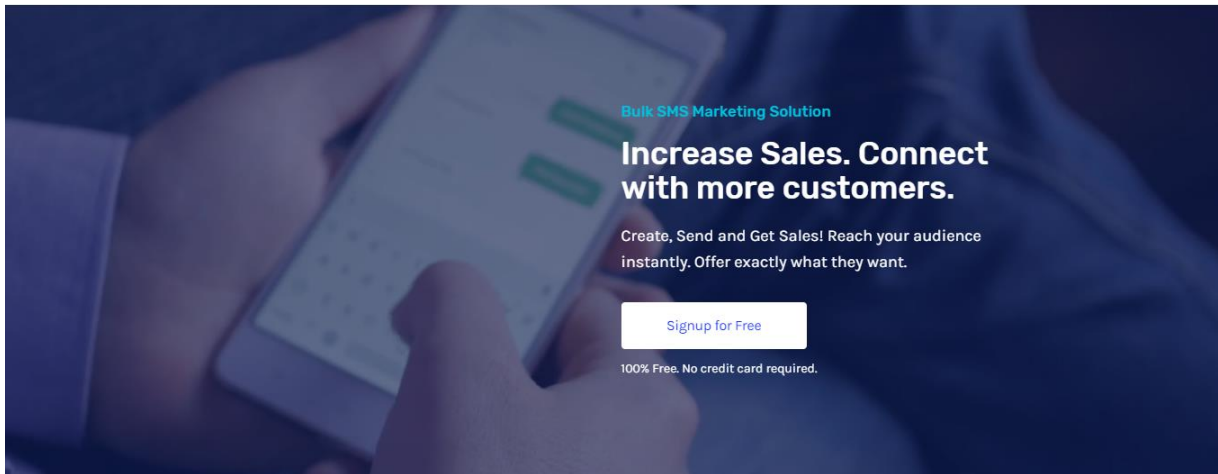 Bulk SMS Marketing Solution
Increase Sales. Connect
with more customers.
Create, Send and Get Sales! Reach your audience
instantly. Offer exactly what they want.
Signup for Free
100% Free. No credit card required.